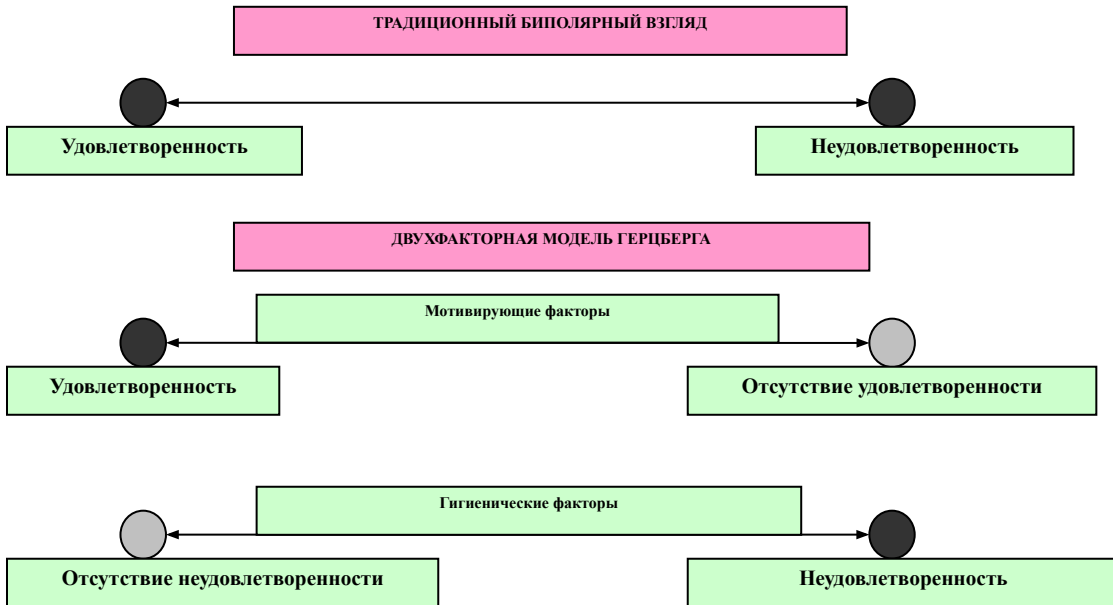 ТРАДИЦИОННЫЙ БИПОЛЯРНЫЙ ВЗГЛЯД
Удовлетворенность
Неудовлетворенность
ДВУХФАКТОРНАЯ МОДЕЛЬ ГЕРЦБЕРГА
Мотивирующие факторы
Удовлетворенность
Отсутствие удовлетворенности
Гигиенические факторы
Отсутствие неудовлетворенности
Неудовлетворенность